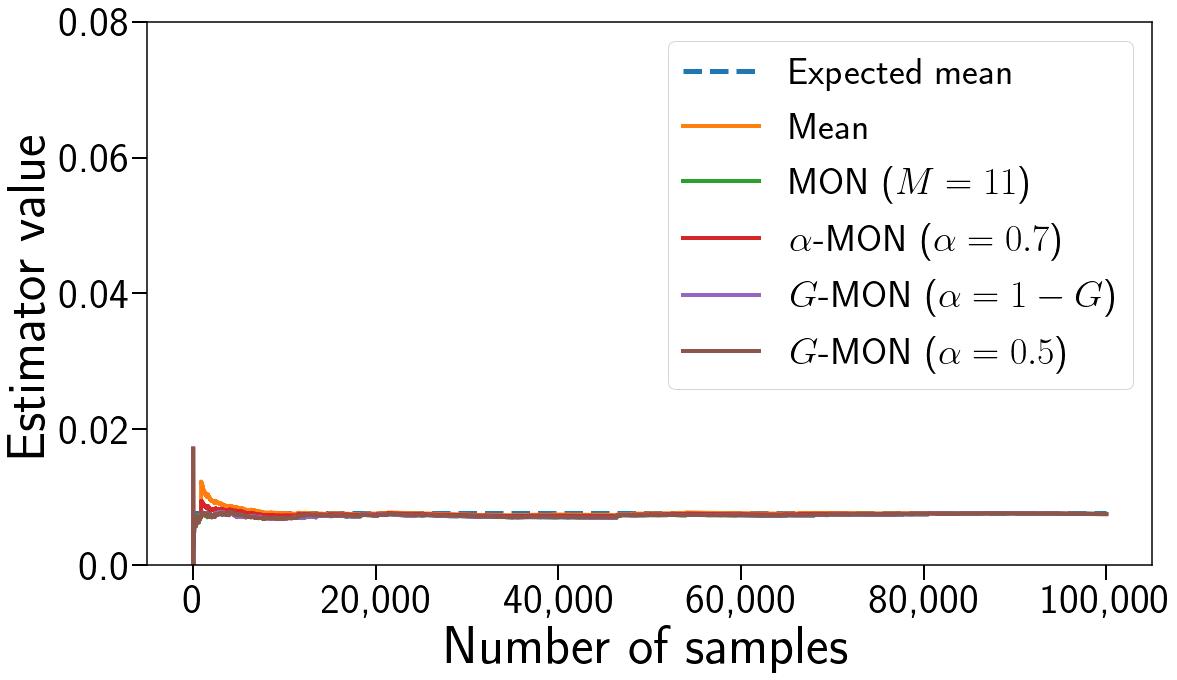 0.08
0.06
0.04
0.02
0.0
Estimator value
Expected mean
Mean
MON (M = 11)
α-MON (α = 0.7)
G-MON (α = 1 − G)
G-MON (α = 0.5)
0 20,000 40,000 60,000 80,000 100,000
Number of samples